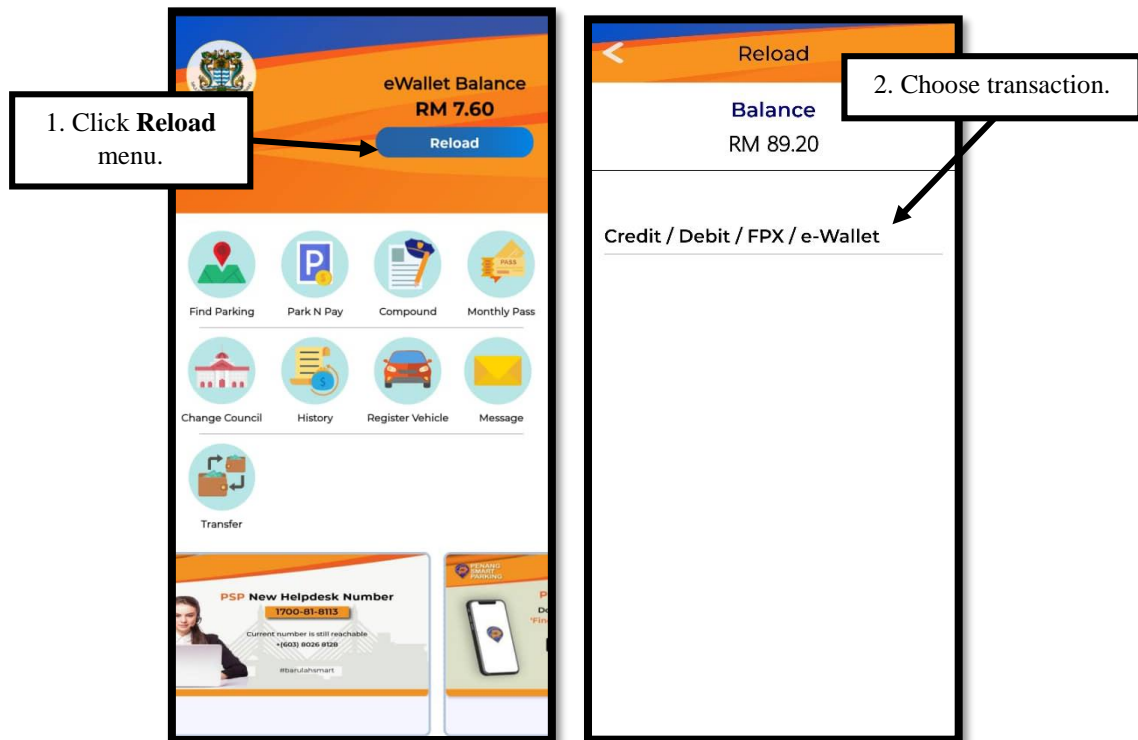 eWallet Balance
RM 7.60
Reload
1. Click Reload
menu.
Find Parking
Park N Pay
PASS
Compound
Monthly Pass
Change Council
History
Register Vehicle
Message
Transfer
PSP New Helpdesk Number
1700-81-8113
Current number is still reachable
+(603) 8026 8128
#barulahsmart
PENANG
SMART
PARKING
Reload
2. Choose transaction.
Balance
RM 89.20
Credit / Debit / FPX / e-Wallet